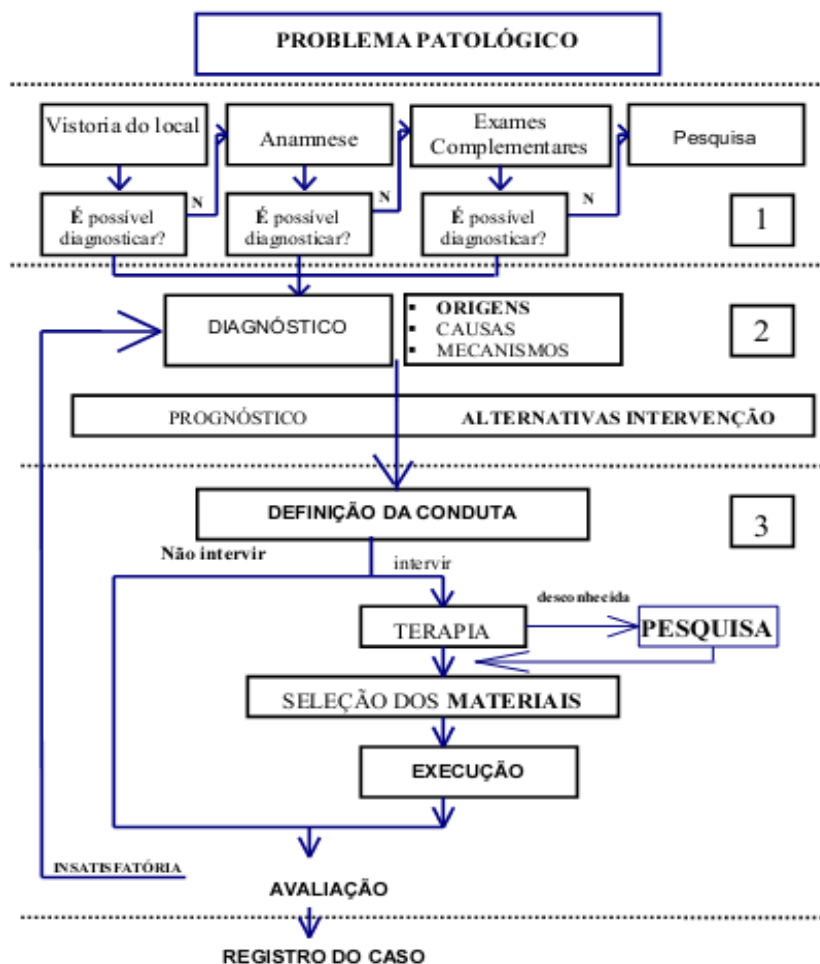 PROBLEMA PATOLÓGICO
Vistoria do local
Anamnese
Exames
Complementares
Pesquisa
É possível
diagnosticar?
N
É possível
diagnosticar?
N
É possível
diagnosticar?
N
1
DIAGNÓSTICO
▪ ORIGENS
▪ CAUSAS
▪ MECANISMOS
2
PROGNÓSTICO
ALTERNATIVAS INTERVENÇÃO
DEFINIÇÃO DA CONDUTA
3
Não intervir
intervir
TERAPIA
desconhecida
PESQUISA
SELEÇÃO DOS MATERIAIS
EXECUÇÃO
INSATISFATÓRIA
AVALIAÇÃO
REGISTRO DO CASO